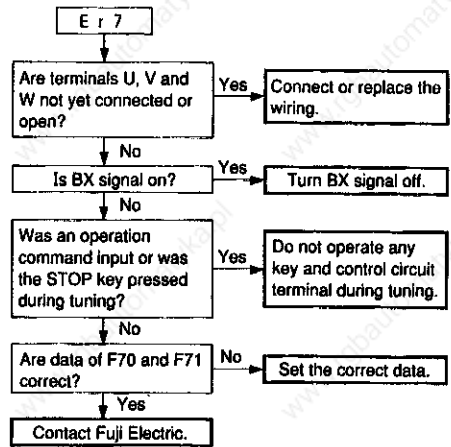 E r 7
Are terminals U, V and
W not yet connected or
open?
Yes
Connect or replace the
wiring.
No
Is BX signal on?
Yes
Turn BX signal off.
No
Was an operation
command input or was
the STOP key pressed
during tuning?
Yes
Do not operate any
key and control circuit
terminal during tuning.
No
Are data of F70 and F71
correct?
No
Set the correct data.
Yes
Contact Fuji Electric.